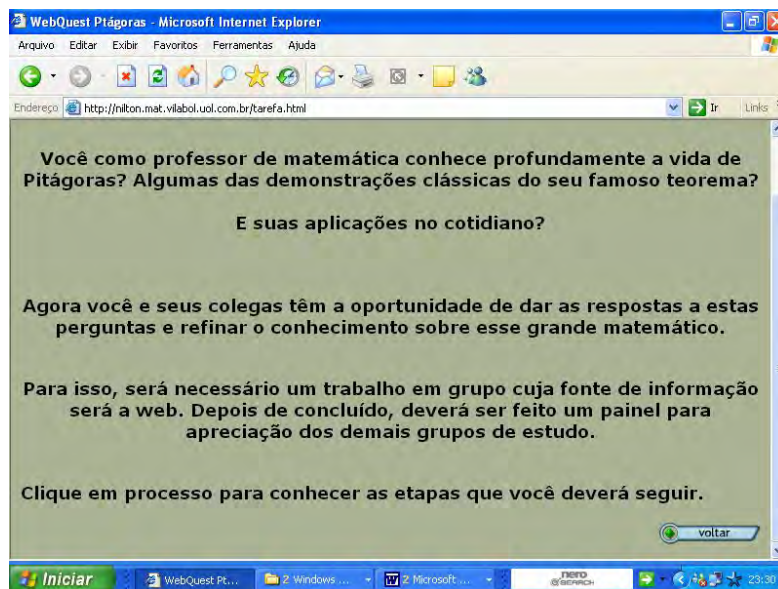 WebQuest Ptágoras - Microsoft Internet Explorer
Arquivo Editar Exibir Favoritos Ferramentas Ajuda
Endereço http://nilton.mat.vilabol.uol.com.br/tarefa.html Ir Links
Você como professor de matemática conhece profundamente a vida de
Pitágoras? Algumas das demonstrações clássicas do seu famoso teorema?
E suas aplicações no cotidiano?
Agora você e seus colegas têm a oportunidade de dar as respostas a estas
perguntas e refinar o conhecimento sobre esse grande matemático.
Para isso, será necessário um trabalho em grupo cuja fonte de informação
será a web. Depois de concluído, deverá ser feito um painel para
apreciação dos demais grupos de estudo.
Clique em processo para conhecer as etapas que você deverá seguir.
voltar
Iniciar WebQuest Pt... 2 Windows ... 2 Microsoft ... nero SEARCH 23:30